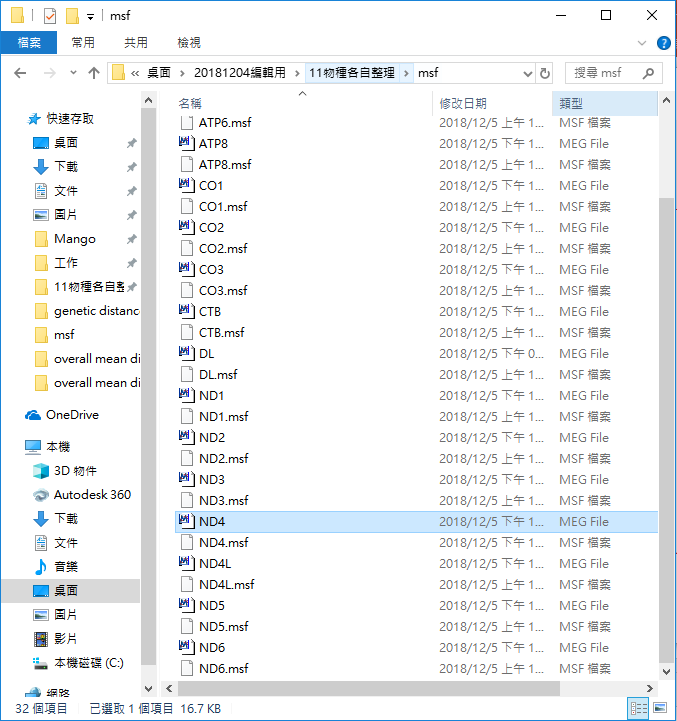 msf
檔案 常用 共用 檢視
« 桌面 > 20181204編輯用 > 11物種各自整理 > msf
搜尋 msf
快速存取
桌面
下載
文件
圖片
Mango
工作
11物種各自整
genetic distanc
msf
overall mean di
overall mean di
OneDrive
本機
3D 物件
Autodesk 360
下載
文件
音樂
桌面
圖片
影片
本機磁碟 (C:)
網路
名稱 修改日期 類型
ATP6.msf 2018/12/5 上午 1... MSF 檔案
ATP8 2018/12/5 下午 1... MEG File
ATP8.msf 2018/12/5 上午 1... MSF 檔案
CO1 2018/12/5 下午 1... MEG File
CO1.msf 2018/12/5 上午 1... MSF 檔案
CO2 2018/12/5 下午 1... MEG File
CO2.msf 2018/12/5 上午 1... MSF 檔案
CO3 2018/12/5 下午 1... MEG File
CO3.msf 2018/12/5 上午 1... MSF 檔案
CTB 2018/12/5 下午 1... MEG File
CTB.msf 2018/12/5 上午 1... MSF 檔案
DL 2018/12/5 下午 0... MEG File
DL.msf 2018/12/5 上午 1... MSF 檔案
ND1 2018/12/5 下午 1... MEG File
ND1.msf 2018/12/5 上午 1... MSF 檔案
ND2 2018/12/5 下午 1... MEG File
ND2.msf 2018/12/5 上午 1... MSF 檔案
ND3 2018/12/5 下午 1... MEG File
ND3.msf 2018/12/5 上午 1... MSF 檔案
ND4 2018/12/5 下午 1... MEG File
ND4.msf 2018/12/5 上午 1... MSF 檔案
ND4L 2018/12/5 下午 1... MEG File
ND4L.msf 2018/12/5 上午 1... MSF 檔案
ND5 2018/12/5 下午 1... MEG File
ND5.msf 2018/12/5 上午 1... MSF 檔案
ND6 2018/12/5 下午 1... MEG File
ND6.msf 2018/12/5 上午 1... MSF 檔案
32 個項目 已選取 1 個項目 16.7 KB